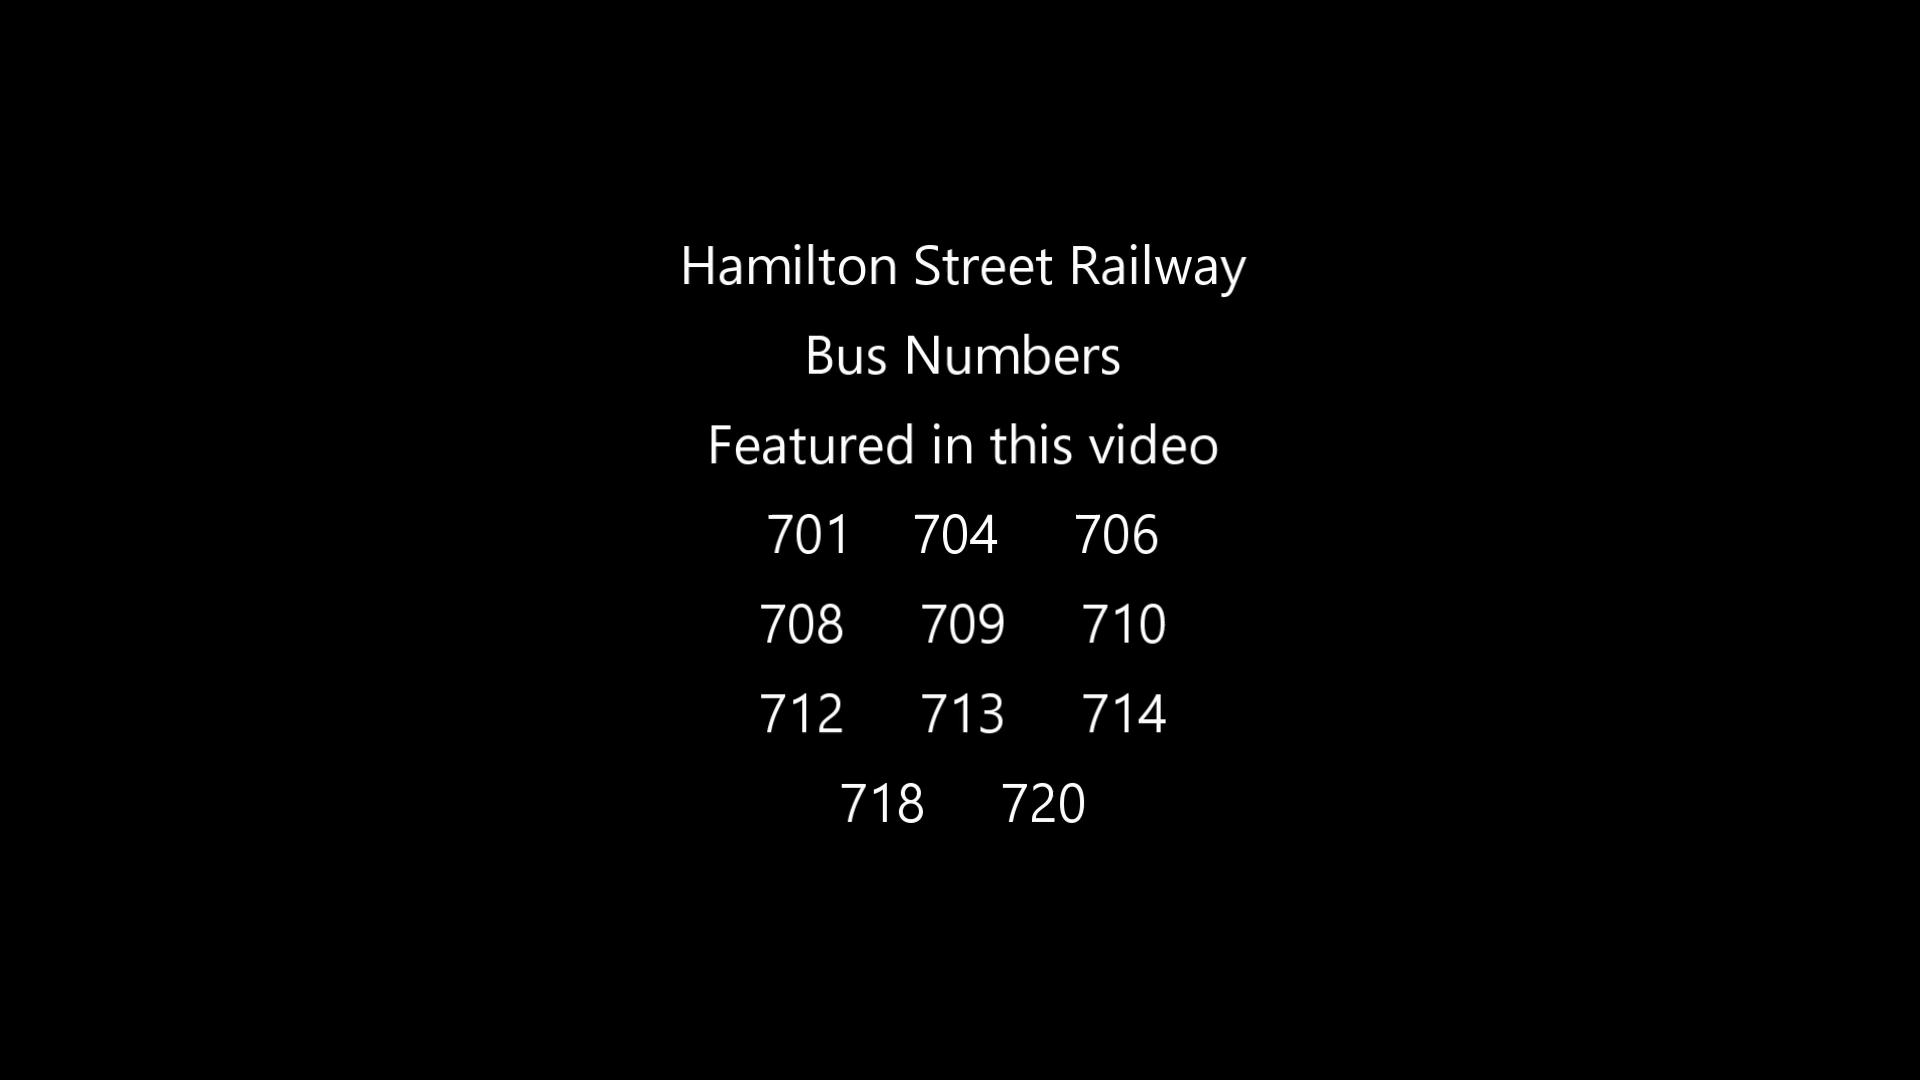 Hamilton Street Railway
Bus Numbers
Featured in this video
701 704 706
708 709 710
712 713 714
718 720